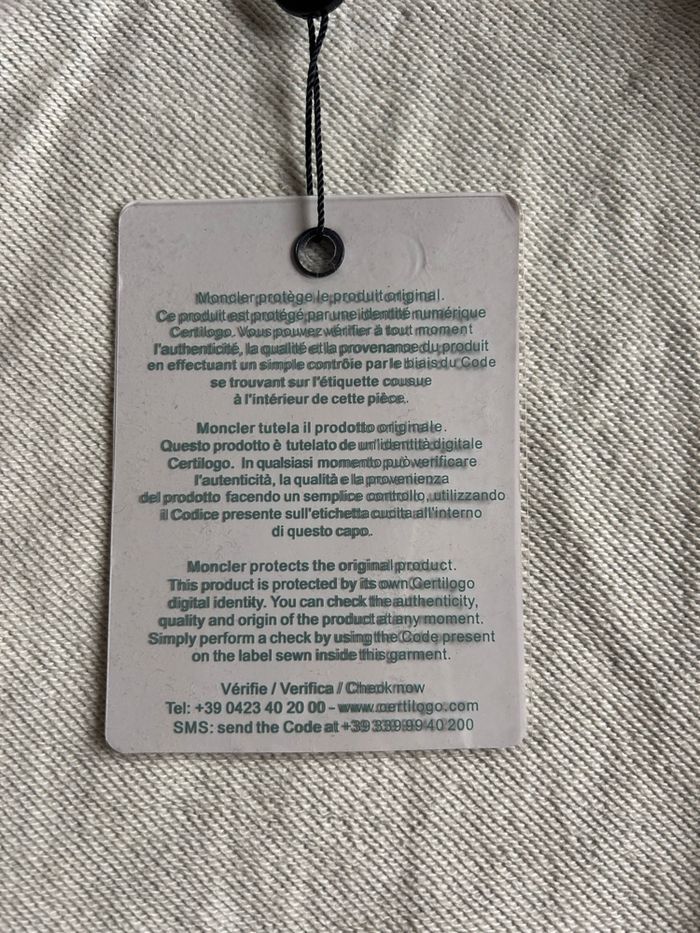 Moncler protège le produit original.
Ce produit est protégé par une identité numérique
Certilogo. Vous pouvez vérifier à tout moment
l'authenticité, la qualité et la provenance du produit
en effectuant un simple contrôle par le biais du Code
se trouvant sur l'étiquette cousue
à l'intérieur de cette pièce.
Moncler tutela il prodotto originale.
Questo prodotto è tutelato de un'identità digitale
Certilogo. In qualsiasi momento può verificare
l'autenticità, la qualità e la provenienza
del prodotto facendo un semplice controllo, utilizzando
il Codice presente sull'etichetta cucita all'interno
di questo capo.
Moncler protects the original product.
This product is protected by its own Certilogo
digital identity. You can check the authenticity,
quality and origin of the product at any moment.
Simply perform a check by using the Code present
on the label sewn inside this garment.
Vérifie / Verifica / Check now
Tel: +39 0423 40 20 00 - www.certilogo.com
SMS: send the Code at +39 339 99 40 200